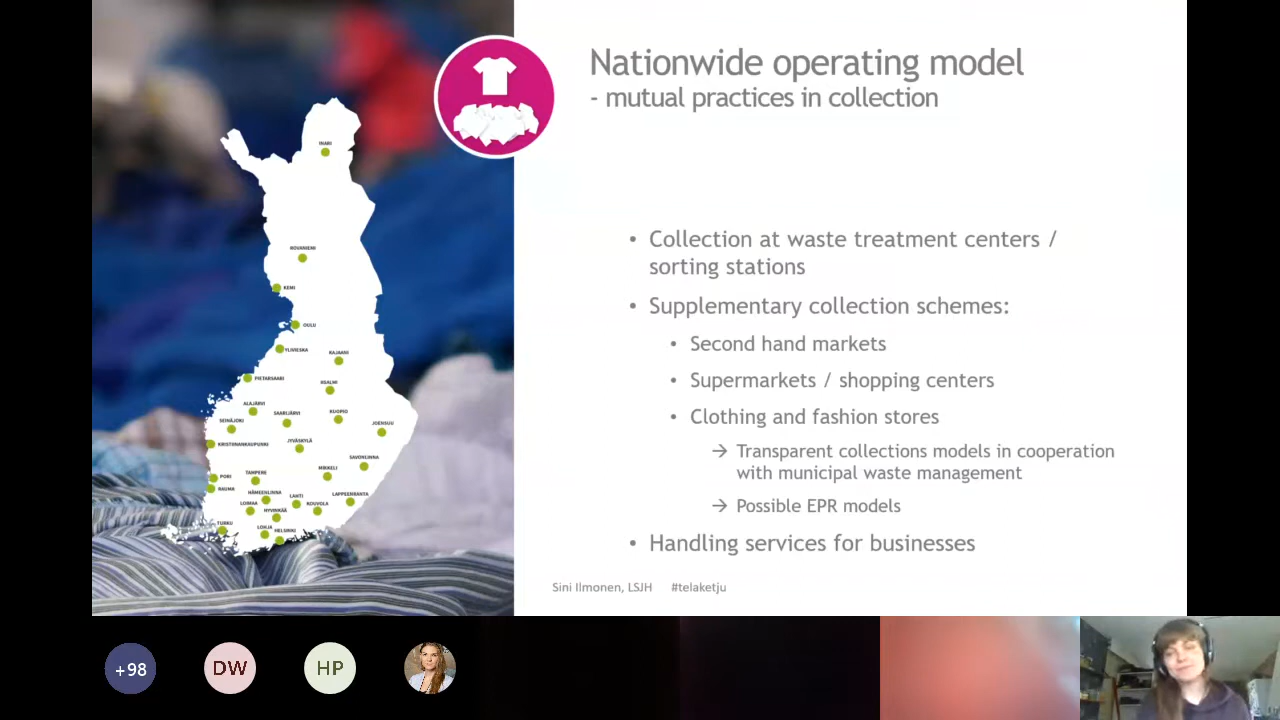 Nationwide operating model
- mutual practices in collection
INARI
ROVANIEMI
KEMI
OULU
YLIVIESKA
KAJAANI
PIETARSAARI
IISALMI
ALAJÄRVI
SAARIJÄRVI
KUOPIO
SEINÄJOKI
JOENSUU
KRISTIINANKAUPUNKI
JYVÄSKYLÄ
SAVONLINNA
MIKKELI
PORI
TAMPERE
RAUMA
HÄMEENLINNA
LAHTI
LAPPEENRANTA
LOIMAA
KOUVOLA
HYVINKÄÄ
TURKU
LOHJA
HELSINKI
• Collection at waste treatment centers /
sorting stations
• Supplementary collection schemes:
• Second hand markets
• Supermarkets / shopping centers
• Clothing and fashion stores
→ Transparent collections models in cooperation
with municipal waste management
→ Possible EPR models
• Handling services for businesses
Sini Ilmonen, LSJH #telaketju
+98
DW
HP